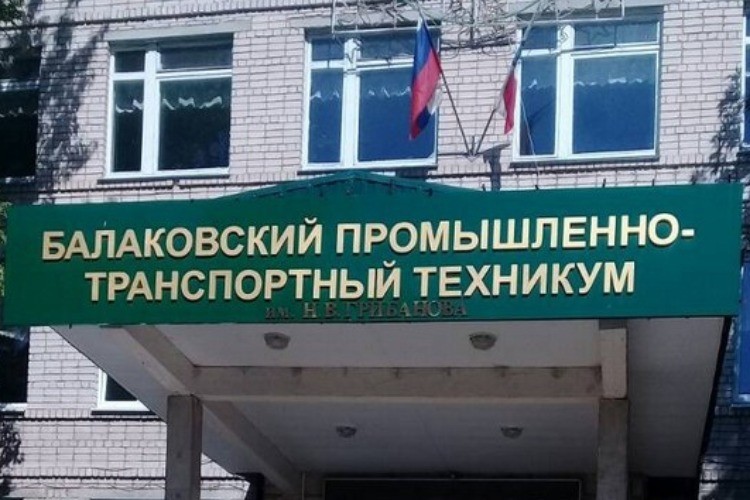 БАЛАКОВСКИЙ ПРОМЫШЛЕННО-
ТРАНСПОРТНЫЙ ТЕХНИКУМ
им. Н.В.ГРИБАНОВА